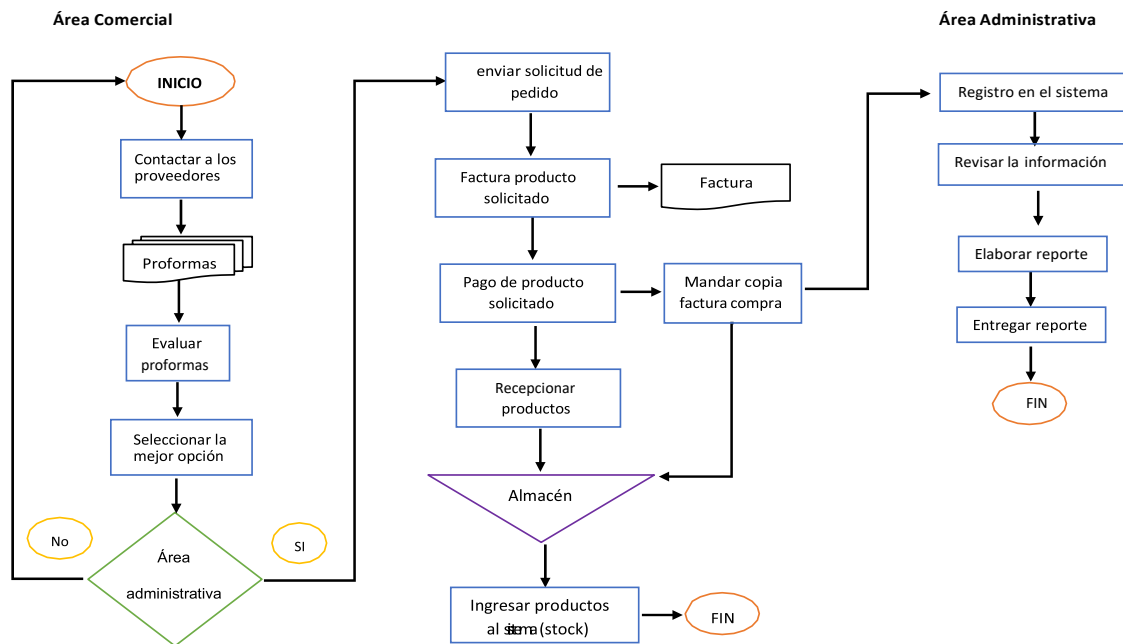 Área Comercial
INICIO
Contactar a los
proveedores
Proformas
Evaluar
proformas
Seleccionar la
mejor opción
No
SI
Área
administrativa
enviar solicitud de
pedido
Factura producto
solicitado
Factura
Pago de producto
solicitado
Mandar copia
factura compra
Recepcionar
productos
Almacén
Ingresar productos
al (stock)
FIN
Área Administrativa
Registro en el sistema
Revisar la información
Elaborar reporte
Entregar reporte
FIN